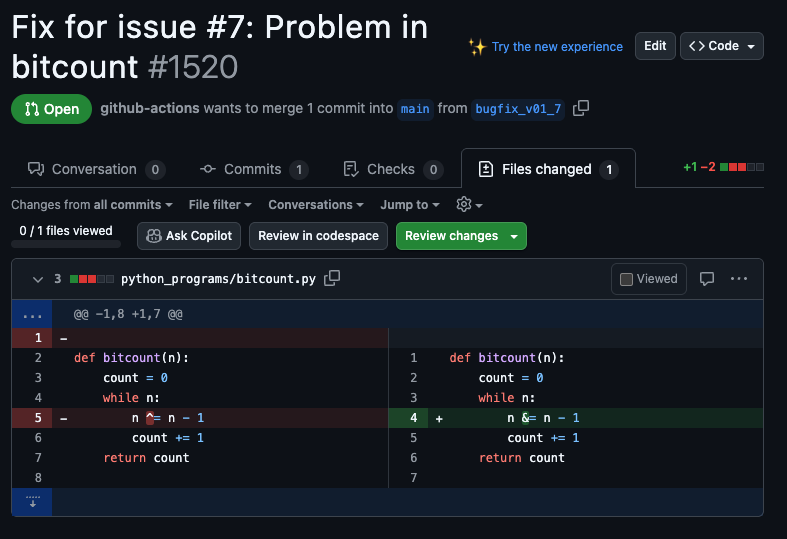 Fix for issue #7: Problem in
bitcount #1520
✨ Try the new experience
Edit
<> Code
Open
github-actions wants to merge 1 commit into main from bugfix_v01_7
Conversation 0
Commits 1
Checks 0
Files changed 1
+1 −2
Changes from all commits
File filter
Conversations
Jump to
0 / 1 files viewed
Ask Copilot
Review in codespace
Review changes
3 python_programs/bitcount.py
Viewed
...
@@ -1,8 +1,7 @@
1 −
2 def bitcount(n):
3 count = 0
4 while n:
5 − n ^= n - 1
6 count += 1
7 return count
8
1 def bitcount(n):
2 count = 0
3 while n:
4 + n &= n - 1
5 count += 1
6 return count
7